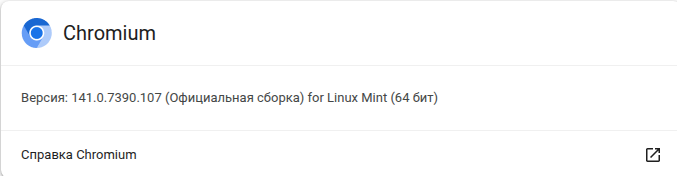 Chromium
Версия: 141.0.7390.107 (Официальная сборка) for Linux Mint (64 бит)
Справка Chromium